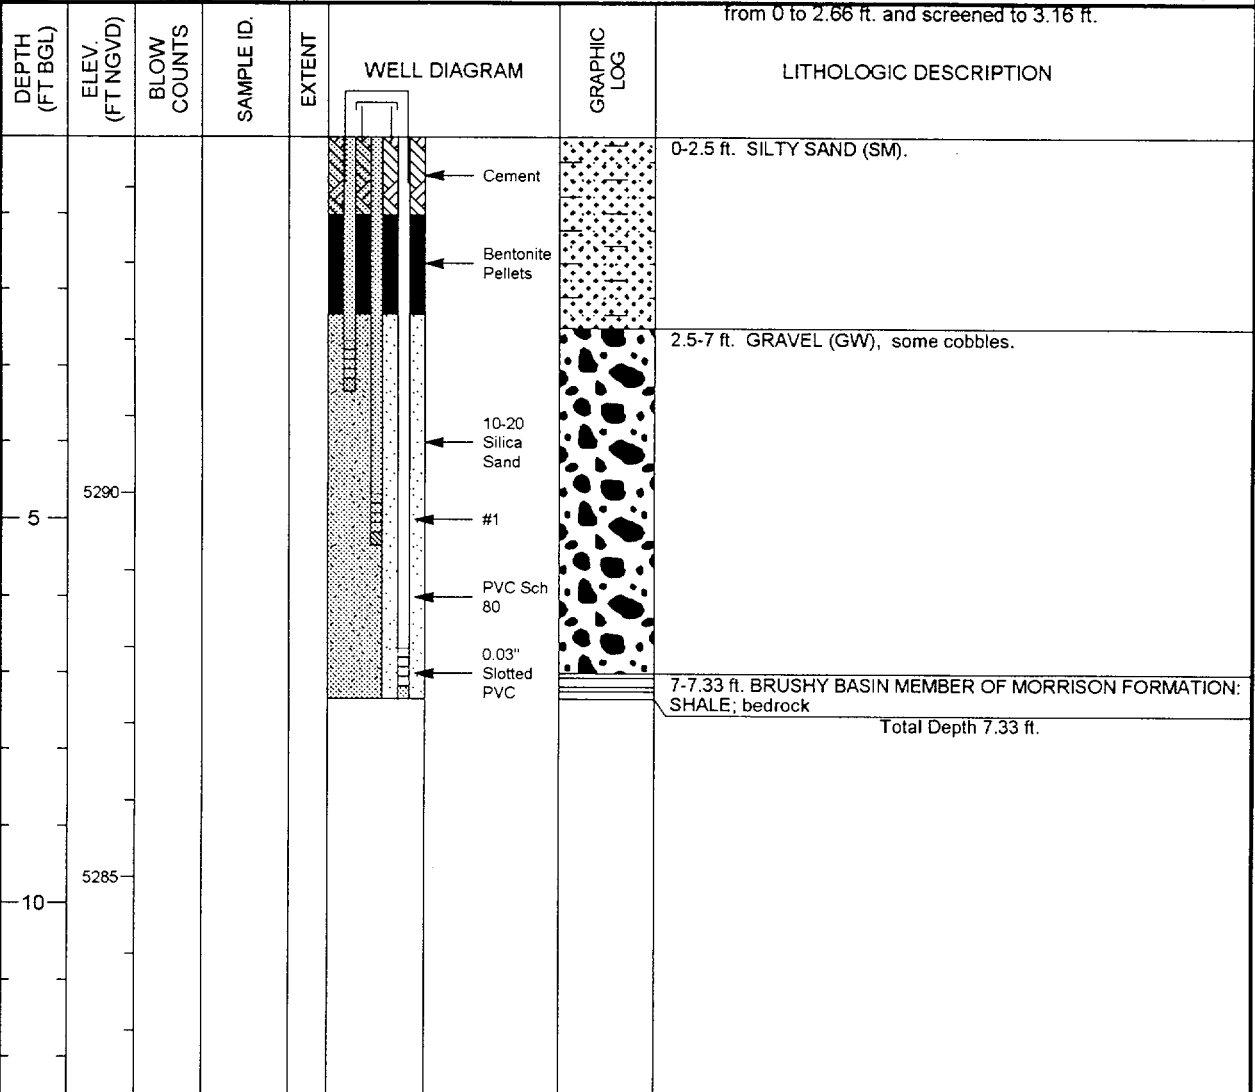 from 0 to 2.66 ft. and screened to 3.16 ft.
DEPTH
(FT BGL)
ELEV.
(FT NGVD)
BLOW
COUNTS
SAMPLE ID.
EXTENT
WELL DIAGRAM
GRAPHIC
LOG
LITHOLOGIC DESCRIPTION
0-2.5 ft. SILTY SAND (SM).
Cement
Bentonite
Pellets
2.5-7 ft. GRAVEL (GW), some cobbles.
10-20
Silica
Sand
5290
5
#1
PVC Sch
80
0.03"
Slotted
PVC
7-7.33 ft. BRUSHY BASIN MEMBER OF MORRISON FORMATION:
SHALE; bedrock
Total Depth 7.33 ft.
5285
10